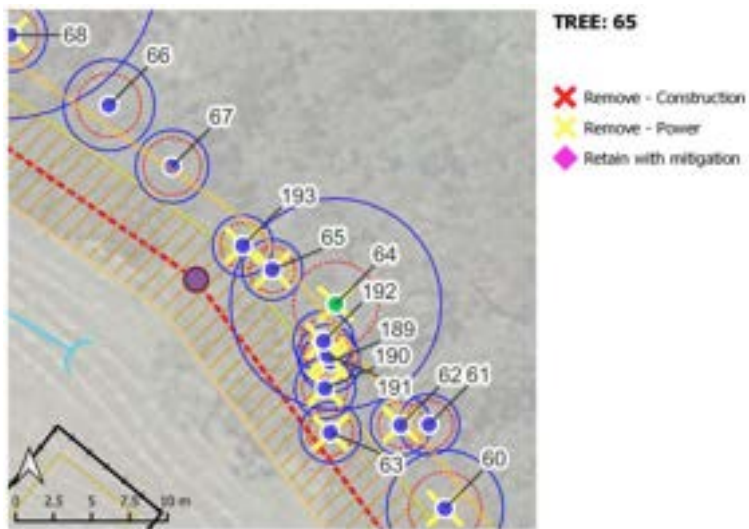 TREE: 65
Remove - Construction
Remove - Power
Retain with mitigation
68
66
67
193
65
64
192
189
190
191
62 61
63
60
0 2.5 5 7.5 10 m